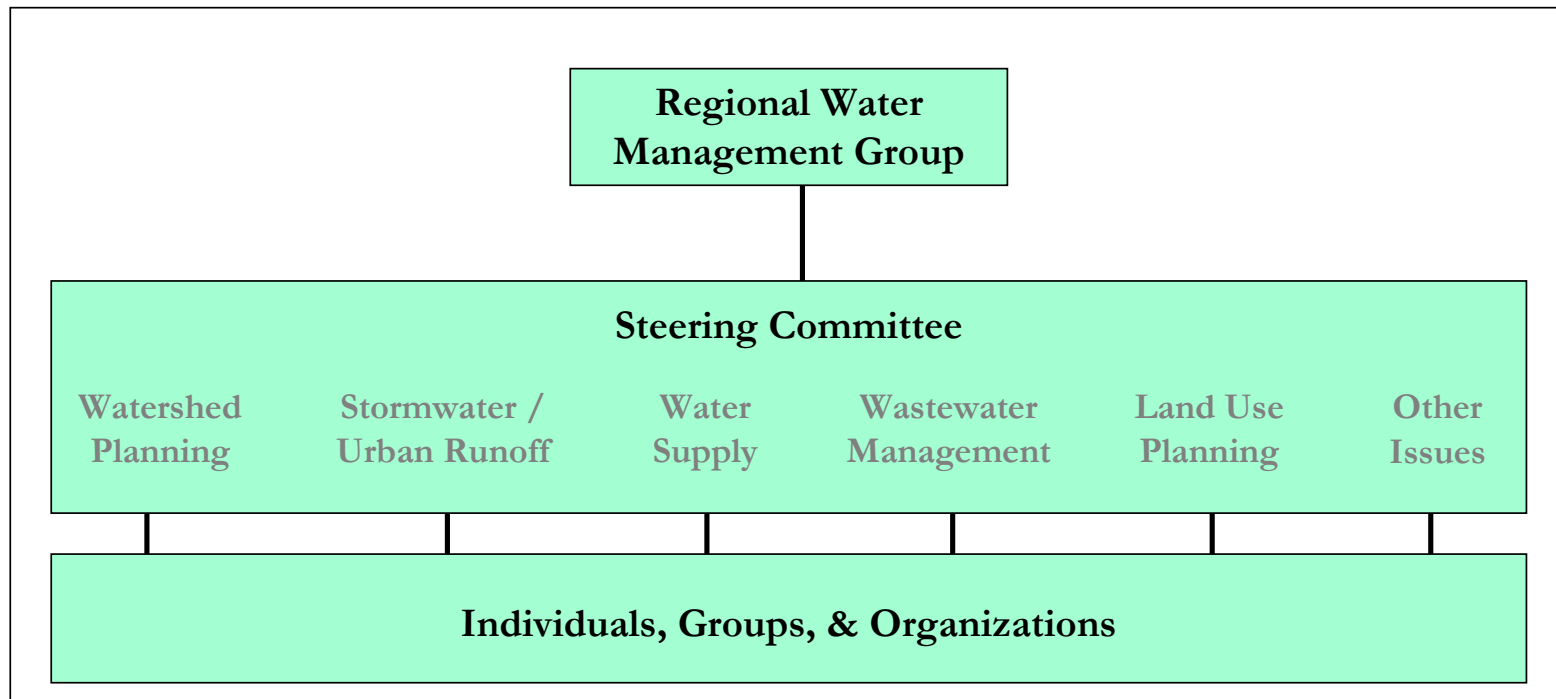 Regional Water
Management Group
Steering Committee
Watershed
Planning
Stormwater /
Urban Runoff
Water
Supply
Wastewater
Management
Land Use
Planning
Other
Issues
Individuals, Groups, & Organizations